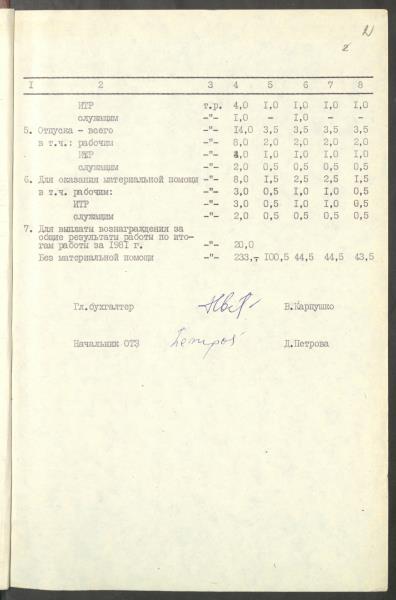 2
I 2 3 4 5 6 7 8
ИТР т.р. 4,0 I,0 I,0 I,0 I,0
служащим -"- I,0 - I,0 - -
5. Отпуска - всего -"- I4,0 3,5 3,5 3,5 3,5
в т.ч.: рабочим -"- 8,0 2,0 2,0 2,0 2,0
ИТР -"- 4,0 I,0 I,0 I,0 I,0
служащим -"- 2,0 0,5 0,5 0,5 0,5
6. Для оказания материальной помощи -"- 8,0 I,5 2,5 2,5 I,5
в т.ч. рабочим: -"- 3,0 0,5 I,0 I,0 0,5
ИТР -"- 3,0 0,5 I,0 I,0 0,5
служащим -"- 2,0 0,5 0,5 0,5 0,5
7. Для выплаты вознаграждения за
общие результаты работы по ито-
гам работы за 1981 г. -"- 20,0
Без материальной помощи -"- 233,- I00,5 44,5 44,5 43,5
Гл.бухгалтер В.Карпушко
Начальник ОТЗ Д.Петрова